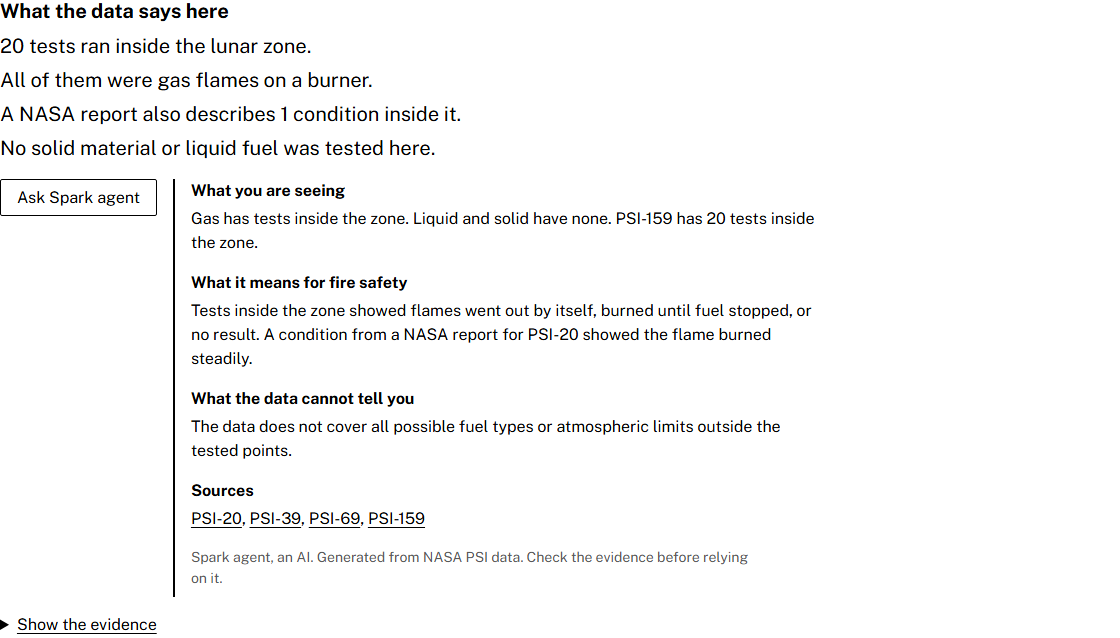 What the data says here
20 tests ran inside the lunar zone.
All of them were gas flames on a burner.
A NASA report also describes 1 condition inside it.
No solid material or liquid fuel was tested here.
Ask Spark agent
What you are seeing
Gas has tests inside the zone. Liquid and solid have none. PSI-159 has 20 tests inside
the zone.
What it means for fire safety
Tests inside the zone showed flames went out by itself, burned until fuel stopped, or
no result. A condition from a NASA report for PSI-20 showed the flame burned
steadily.
What the data cannot tell you
The data does not cover all possible fuel types or atmospheric limits outside the
tested points.
Sources
PSI-20, PSI-39, PSI-69, PSI-159
Spark agent, an AI. Generated from NASA PSI data. Check the evidence before relying
on it.
Show the evidence